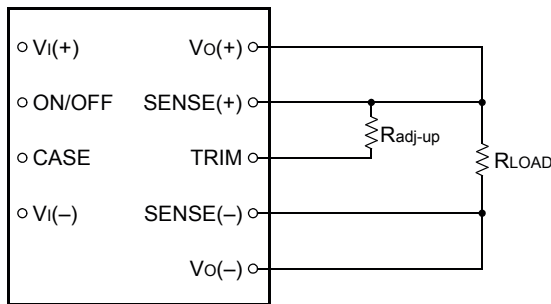 VI(+)
VO(+)
ON/OFF
SENSE(+)
Radj-up
CASE
TRIM
RLOAD
VI(–)
SENSE(–)
VO(–)